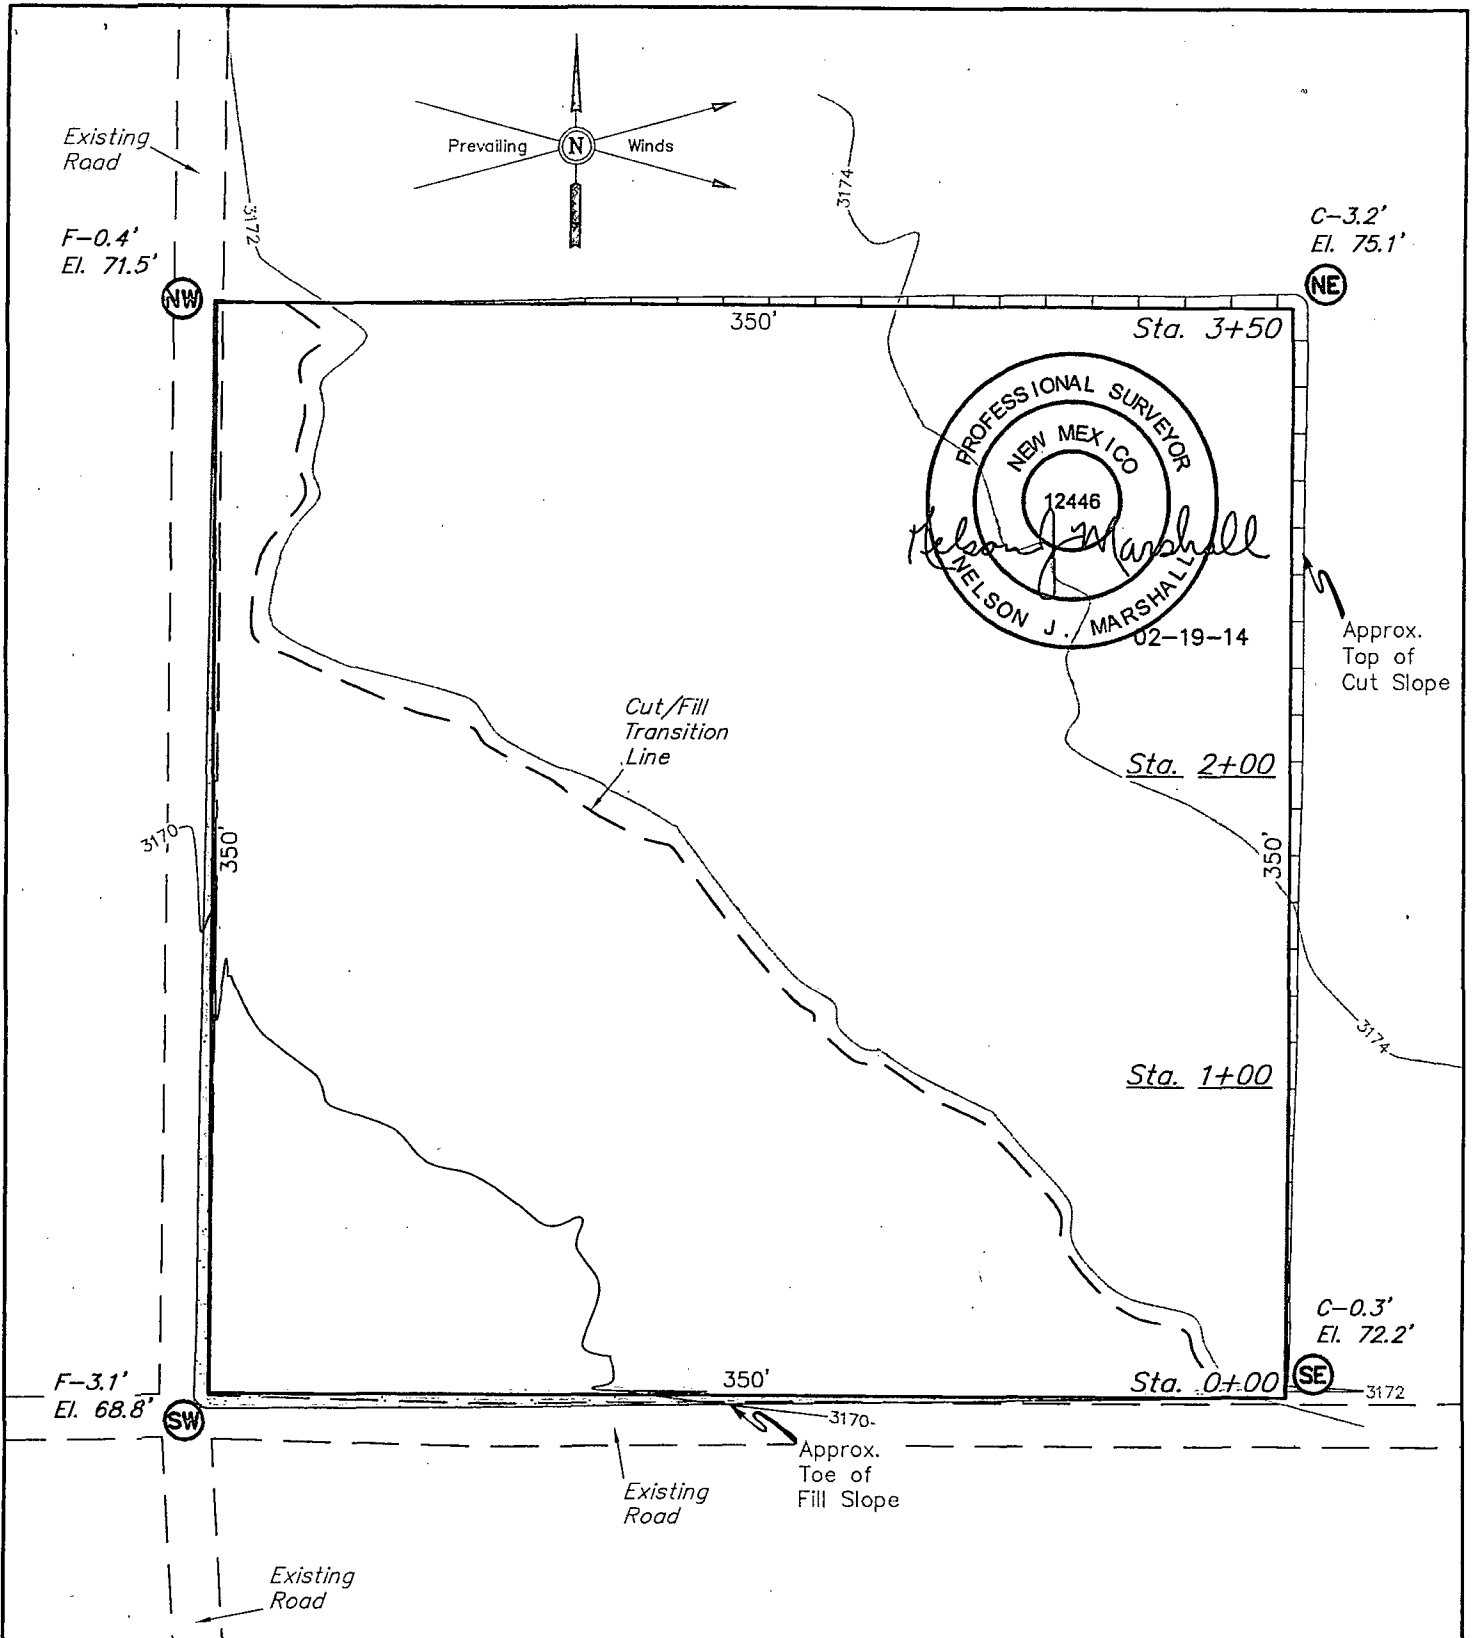 Existing
Road
Prevailing
N
Winds
3174
3172
F-0.4'
El. 71.5'
NW
C-3.2'
El. 75.1'
NE
350'
Sta. 3+50
PROFESSIONAL SURVEYOR
NEW MEXICO
12446
Nelson J Marshall
NELSON J. MARSHALL
02-19-14
Approx.
Top of
Cut Slope
Cut/Fill
Transition
Line
Sta. 2+00
3170
350'
350'
3174
Sta. 1+00
C-0.3'
El. 72.2'
SE
F-3.1'
El. 68.8'
SW
350'
Sta. 0+00
3172
3170
Approx.
Toe of
Fill Slope
Existing
Road
Existing
Road